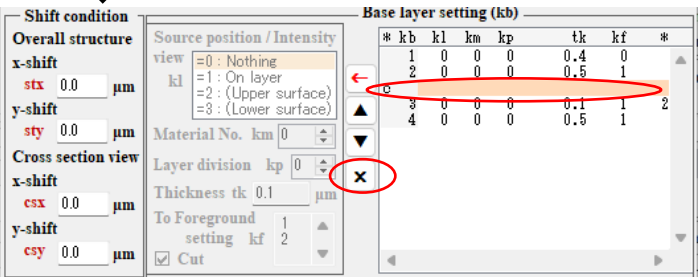 Shift condition
Overall structure
x-shift
stx 0.0 μm
y-shift
sty 0.0 μm
Cross section view
x-shift
csx 0.0 μm
y-shift
csy 0.0 μm
Source position / Intensity
view
kl
=0 : Nothing
=1 : On layer
=2 : (Upper surface)
=3 : (Lower surface)
Material No. km 0
Layer division kp 0
Thickness tk 0.1 μm
To Foreground
setting kf
1
2
Cut
Base layer setting (kb)
* kb kl km kp tk kf *
1 0 0 0 0.4 0
2 0 0 0 0.5 1
c
3 0 0 0 0.1 1 2
4 0 0 0 0.5 1